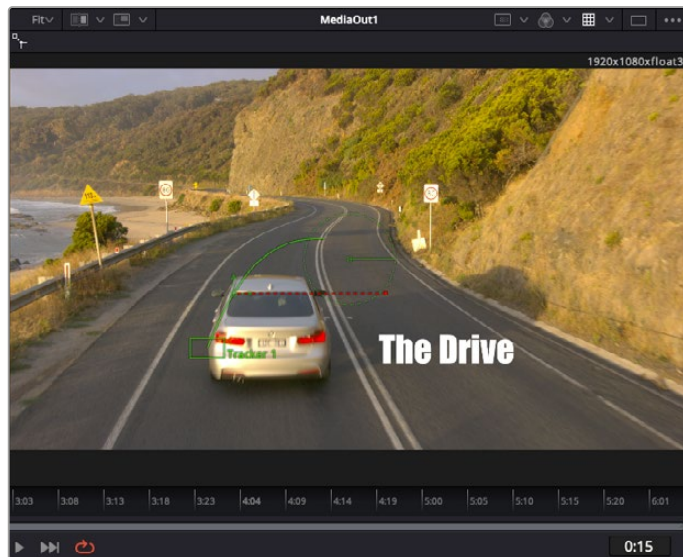 Fit MediaOut1
1920x1080xfloat3
Tracker 1
The Drive
3:03 3:08 3:13 3:18 3:23 4:04 4:09 4:14 4:19 5:00 5:05 5:10 5:15 5:20 6:01
0:15